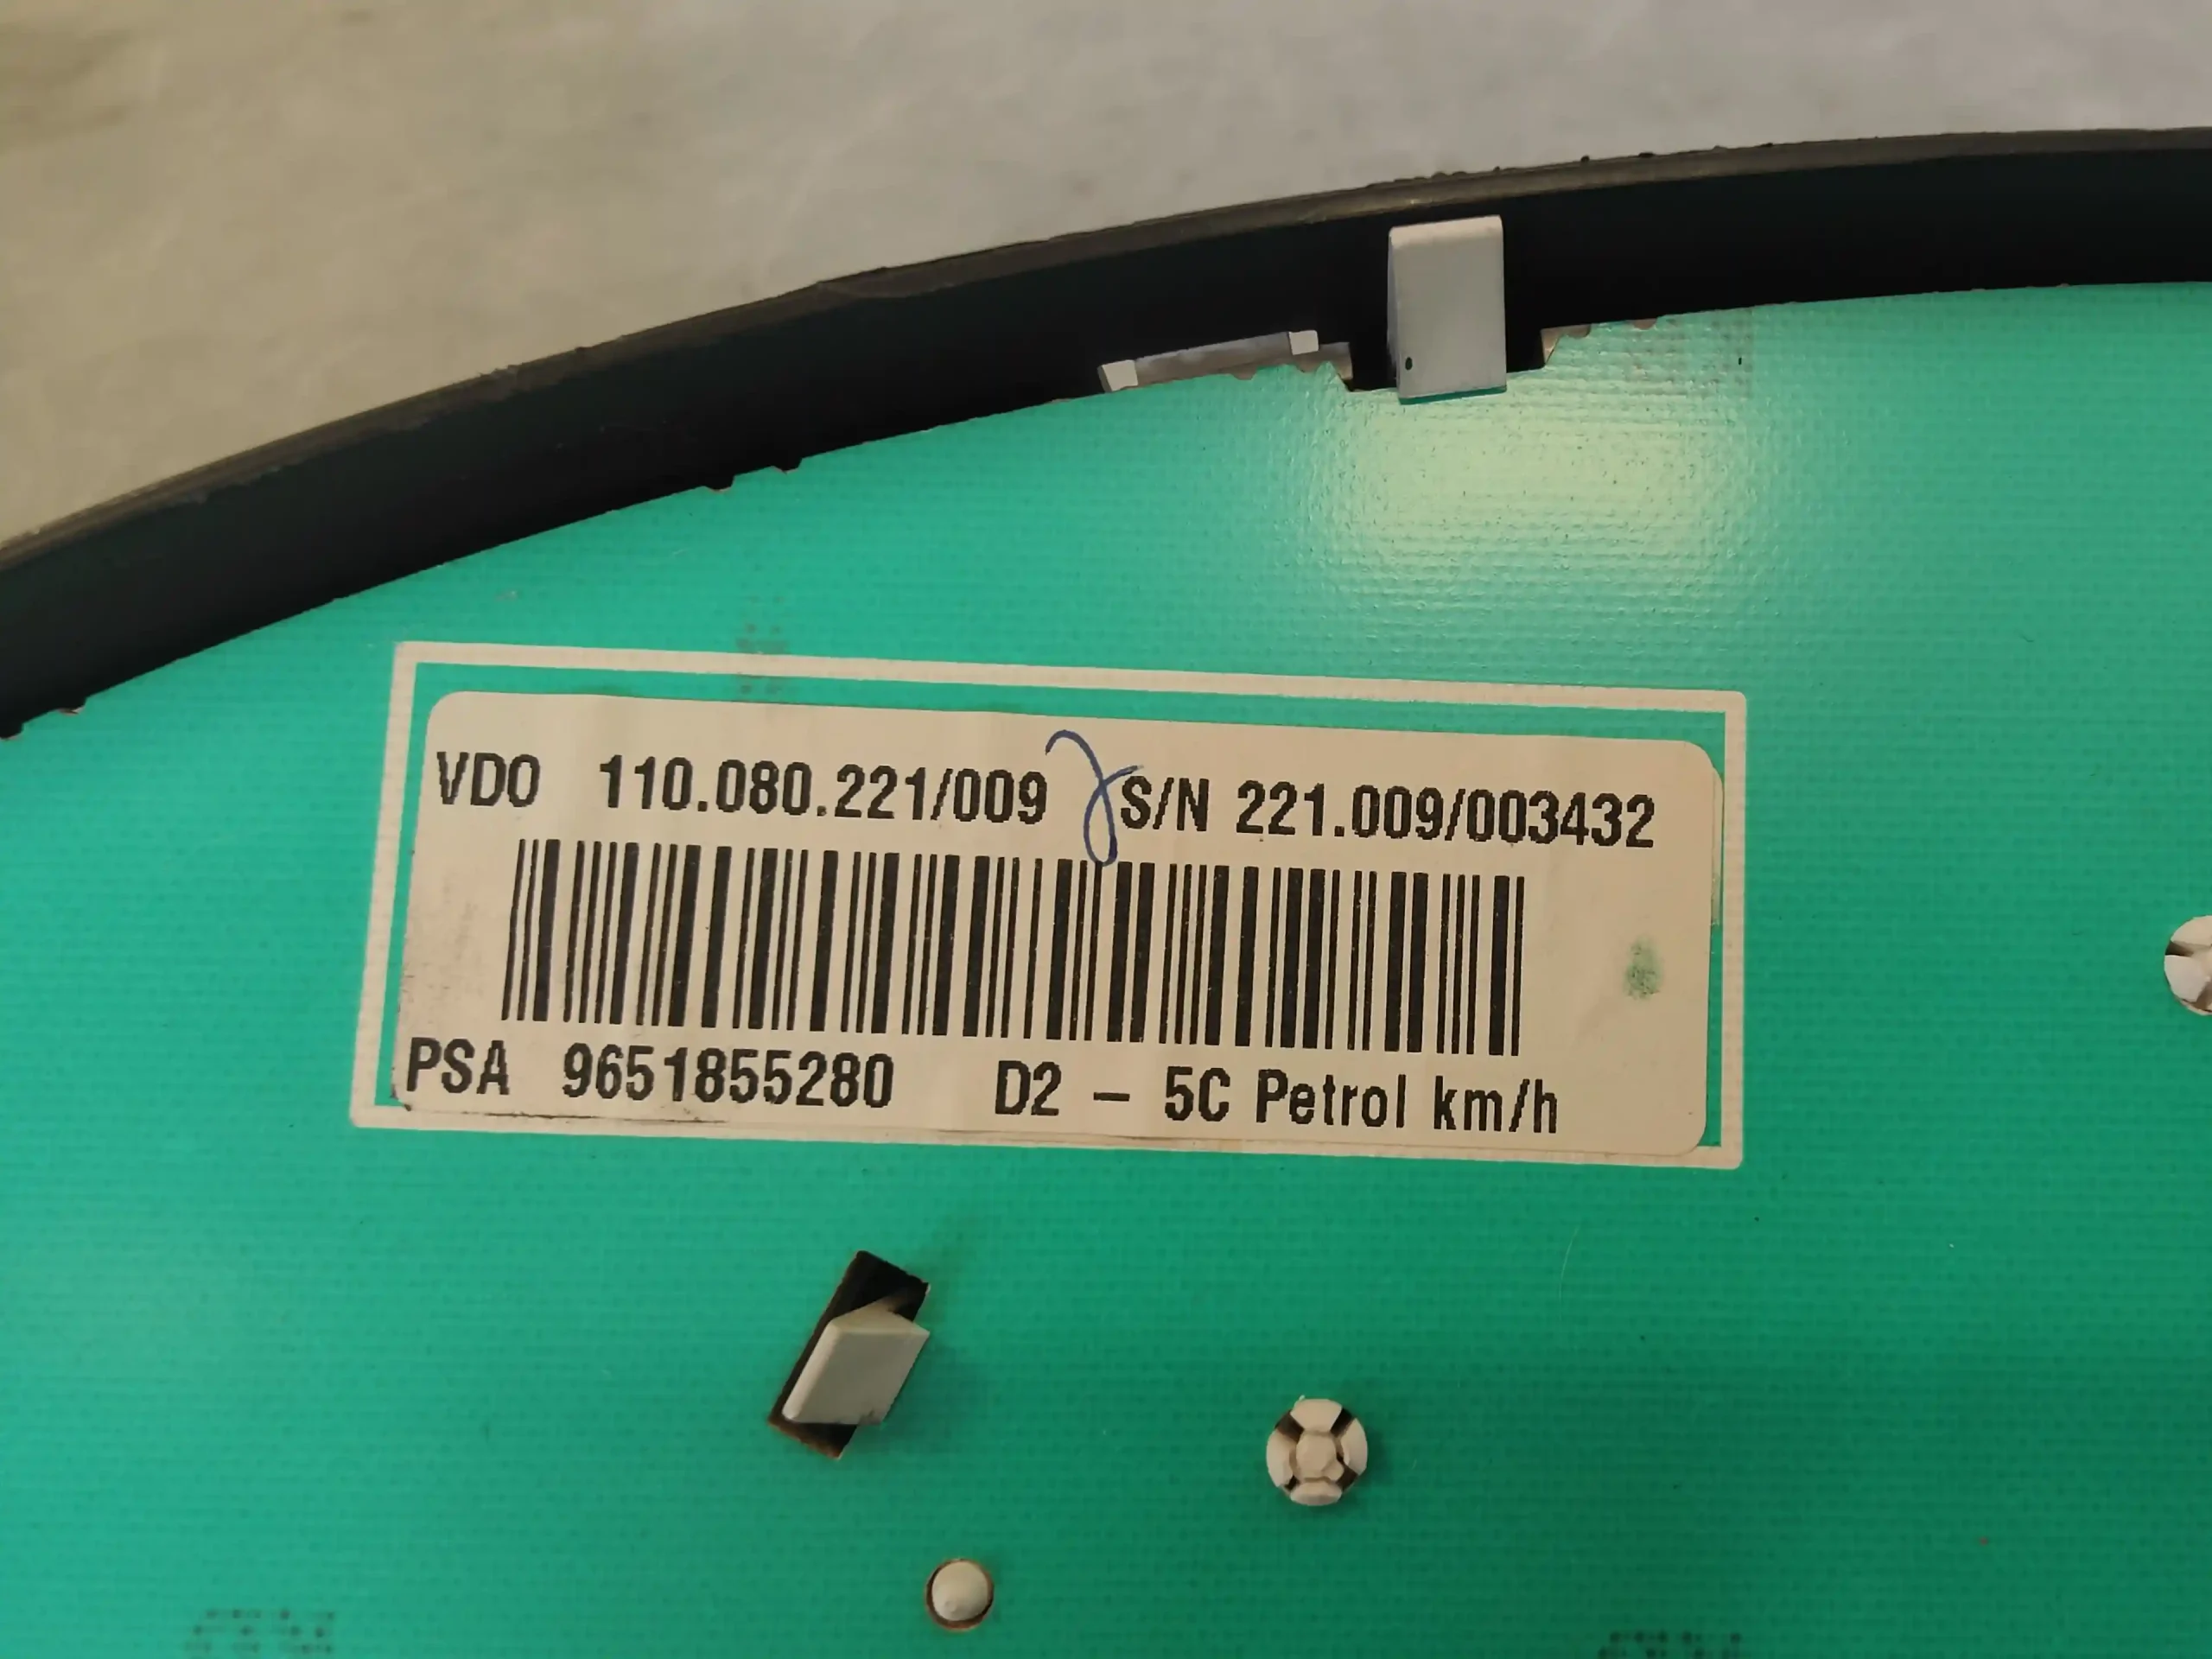 VDO 110.080.221/009 S/N 221.009/003432
PSA 9651855280 D2 – 5C Petrol km/h